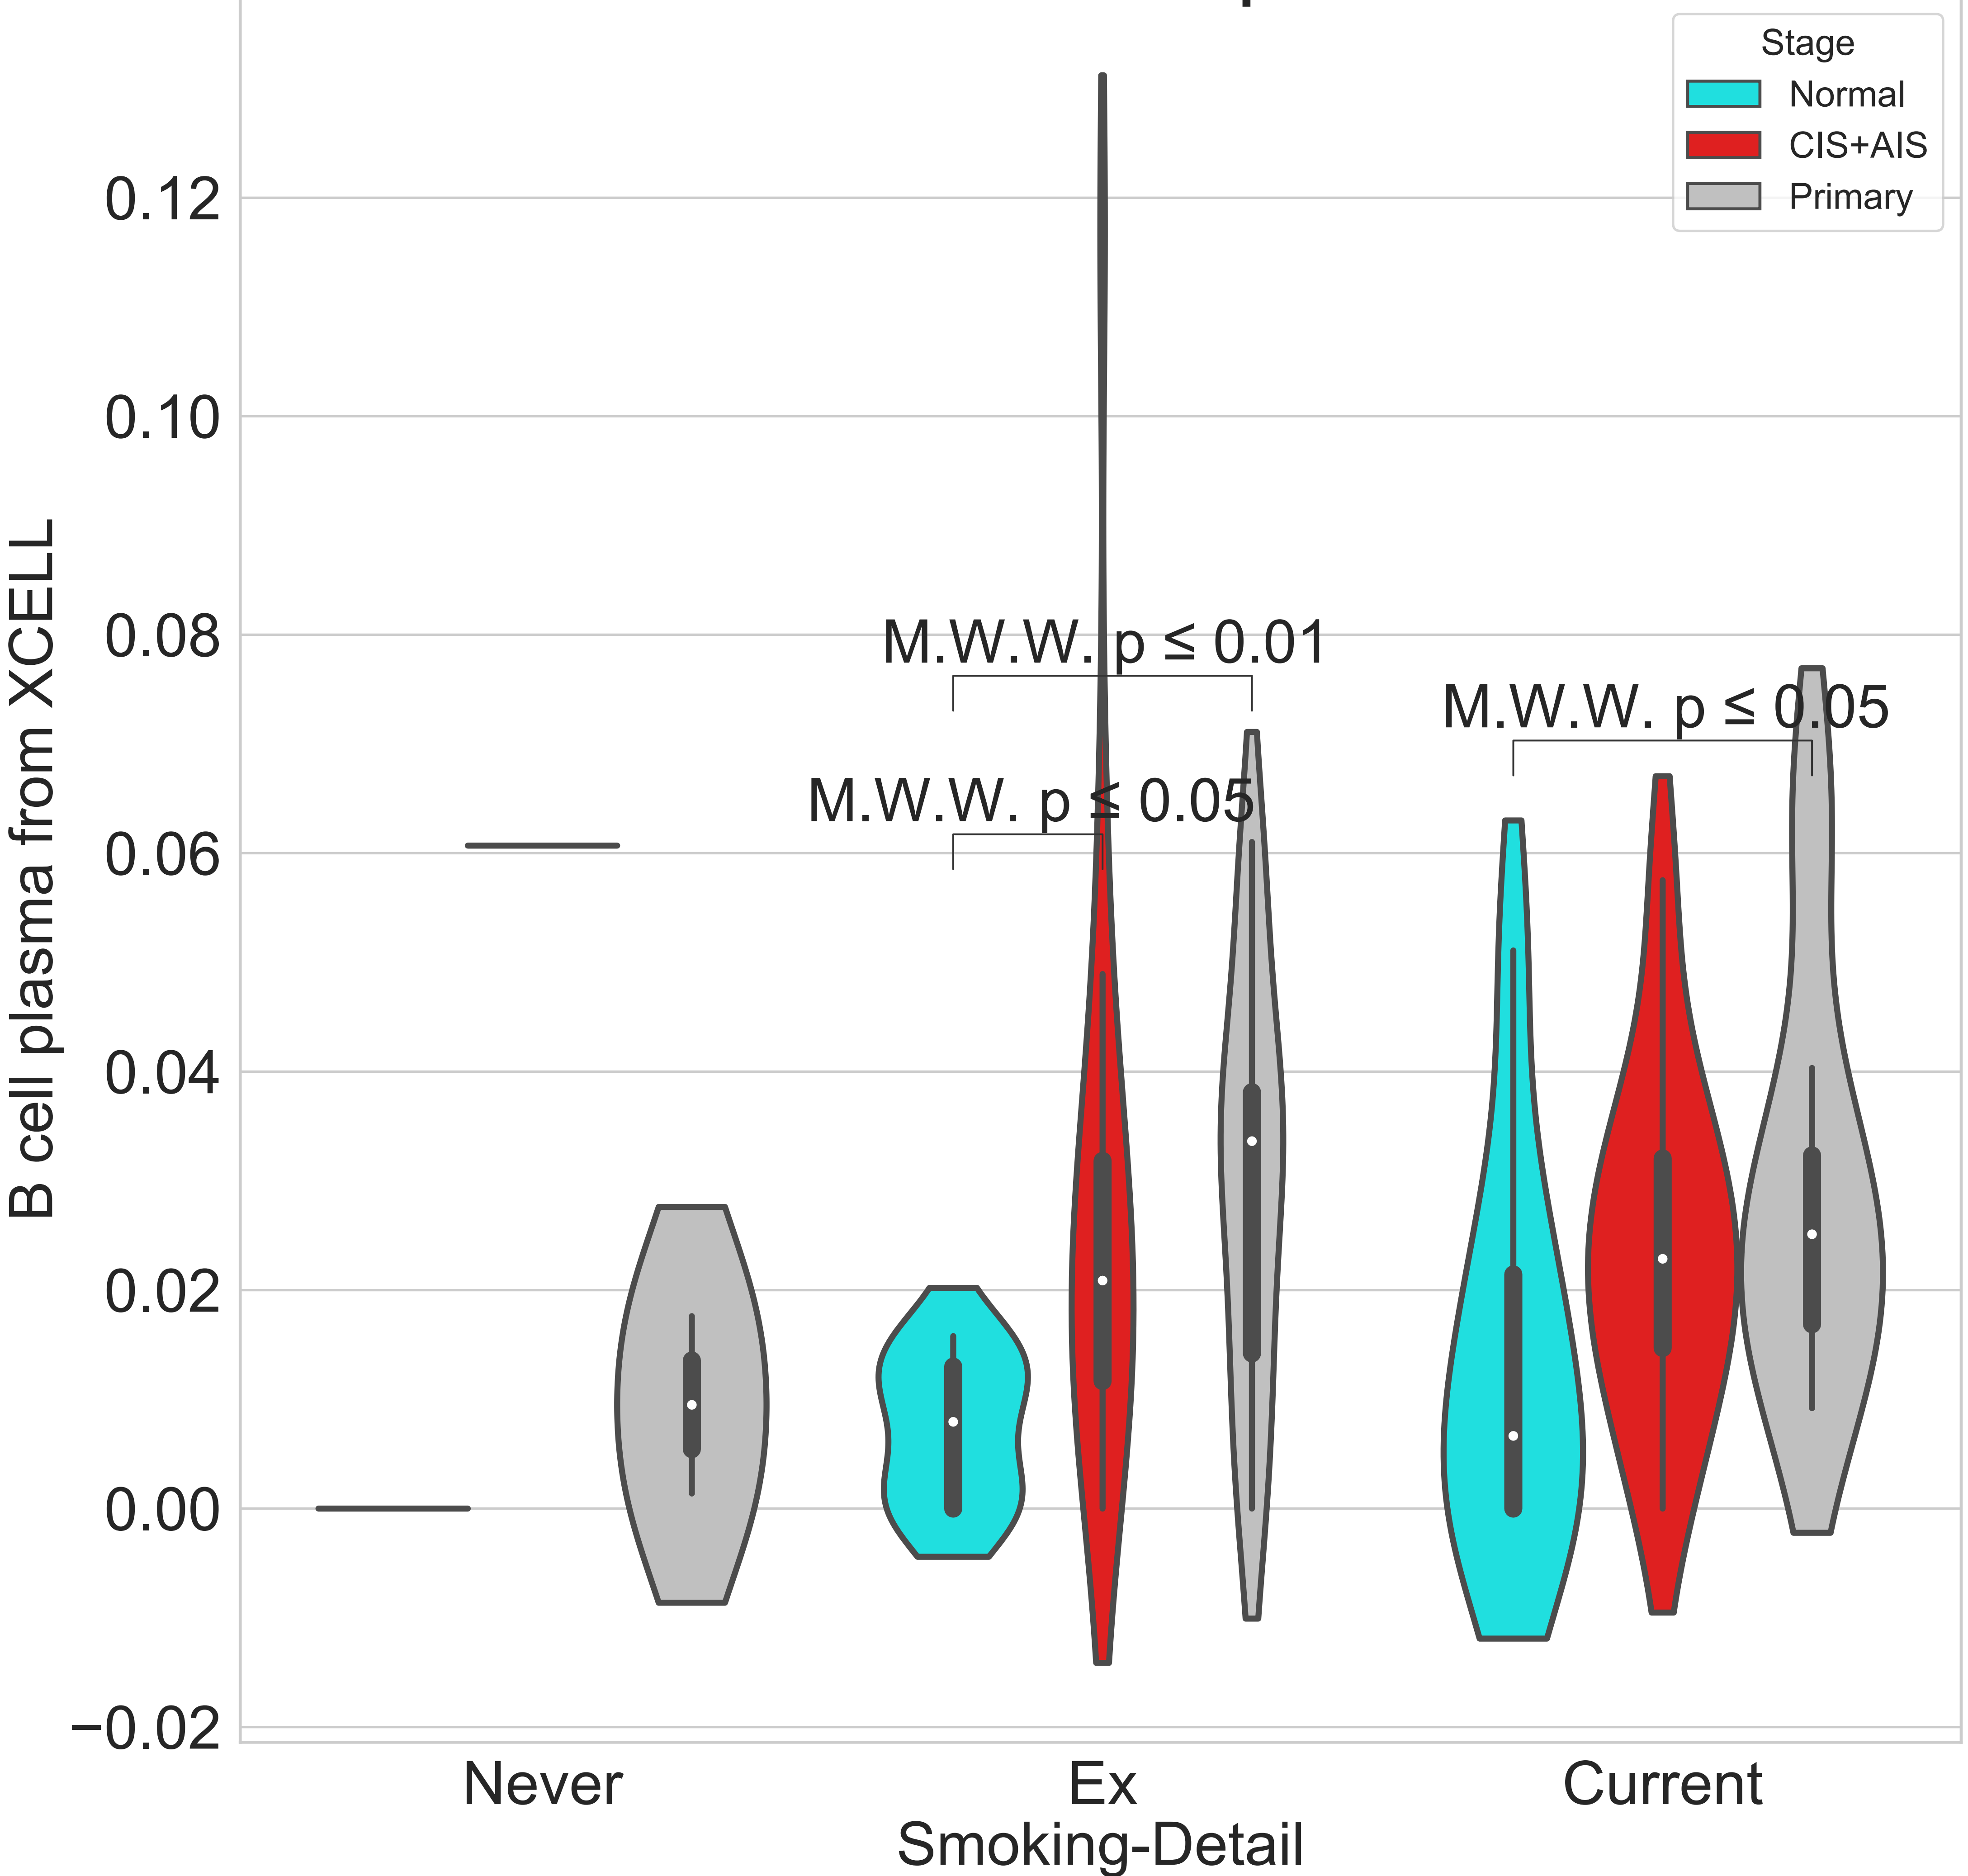 Stage
Normal
CIS+AIS
Primary
0.12
0.10
0.08
0.06
0.04
0.02
0.00
−0.02
B cell plasma from XCELL
M.W.W. p ≤ 0.01
M.W.W. p ≤ 0.05
M.W.W. p ≤ 0.05
Never
Ex
Current
Smoking-Detail